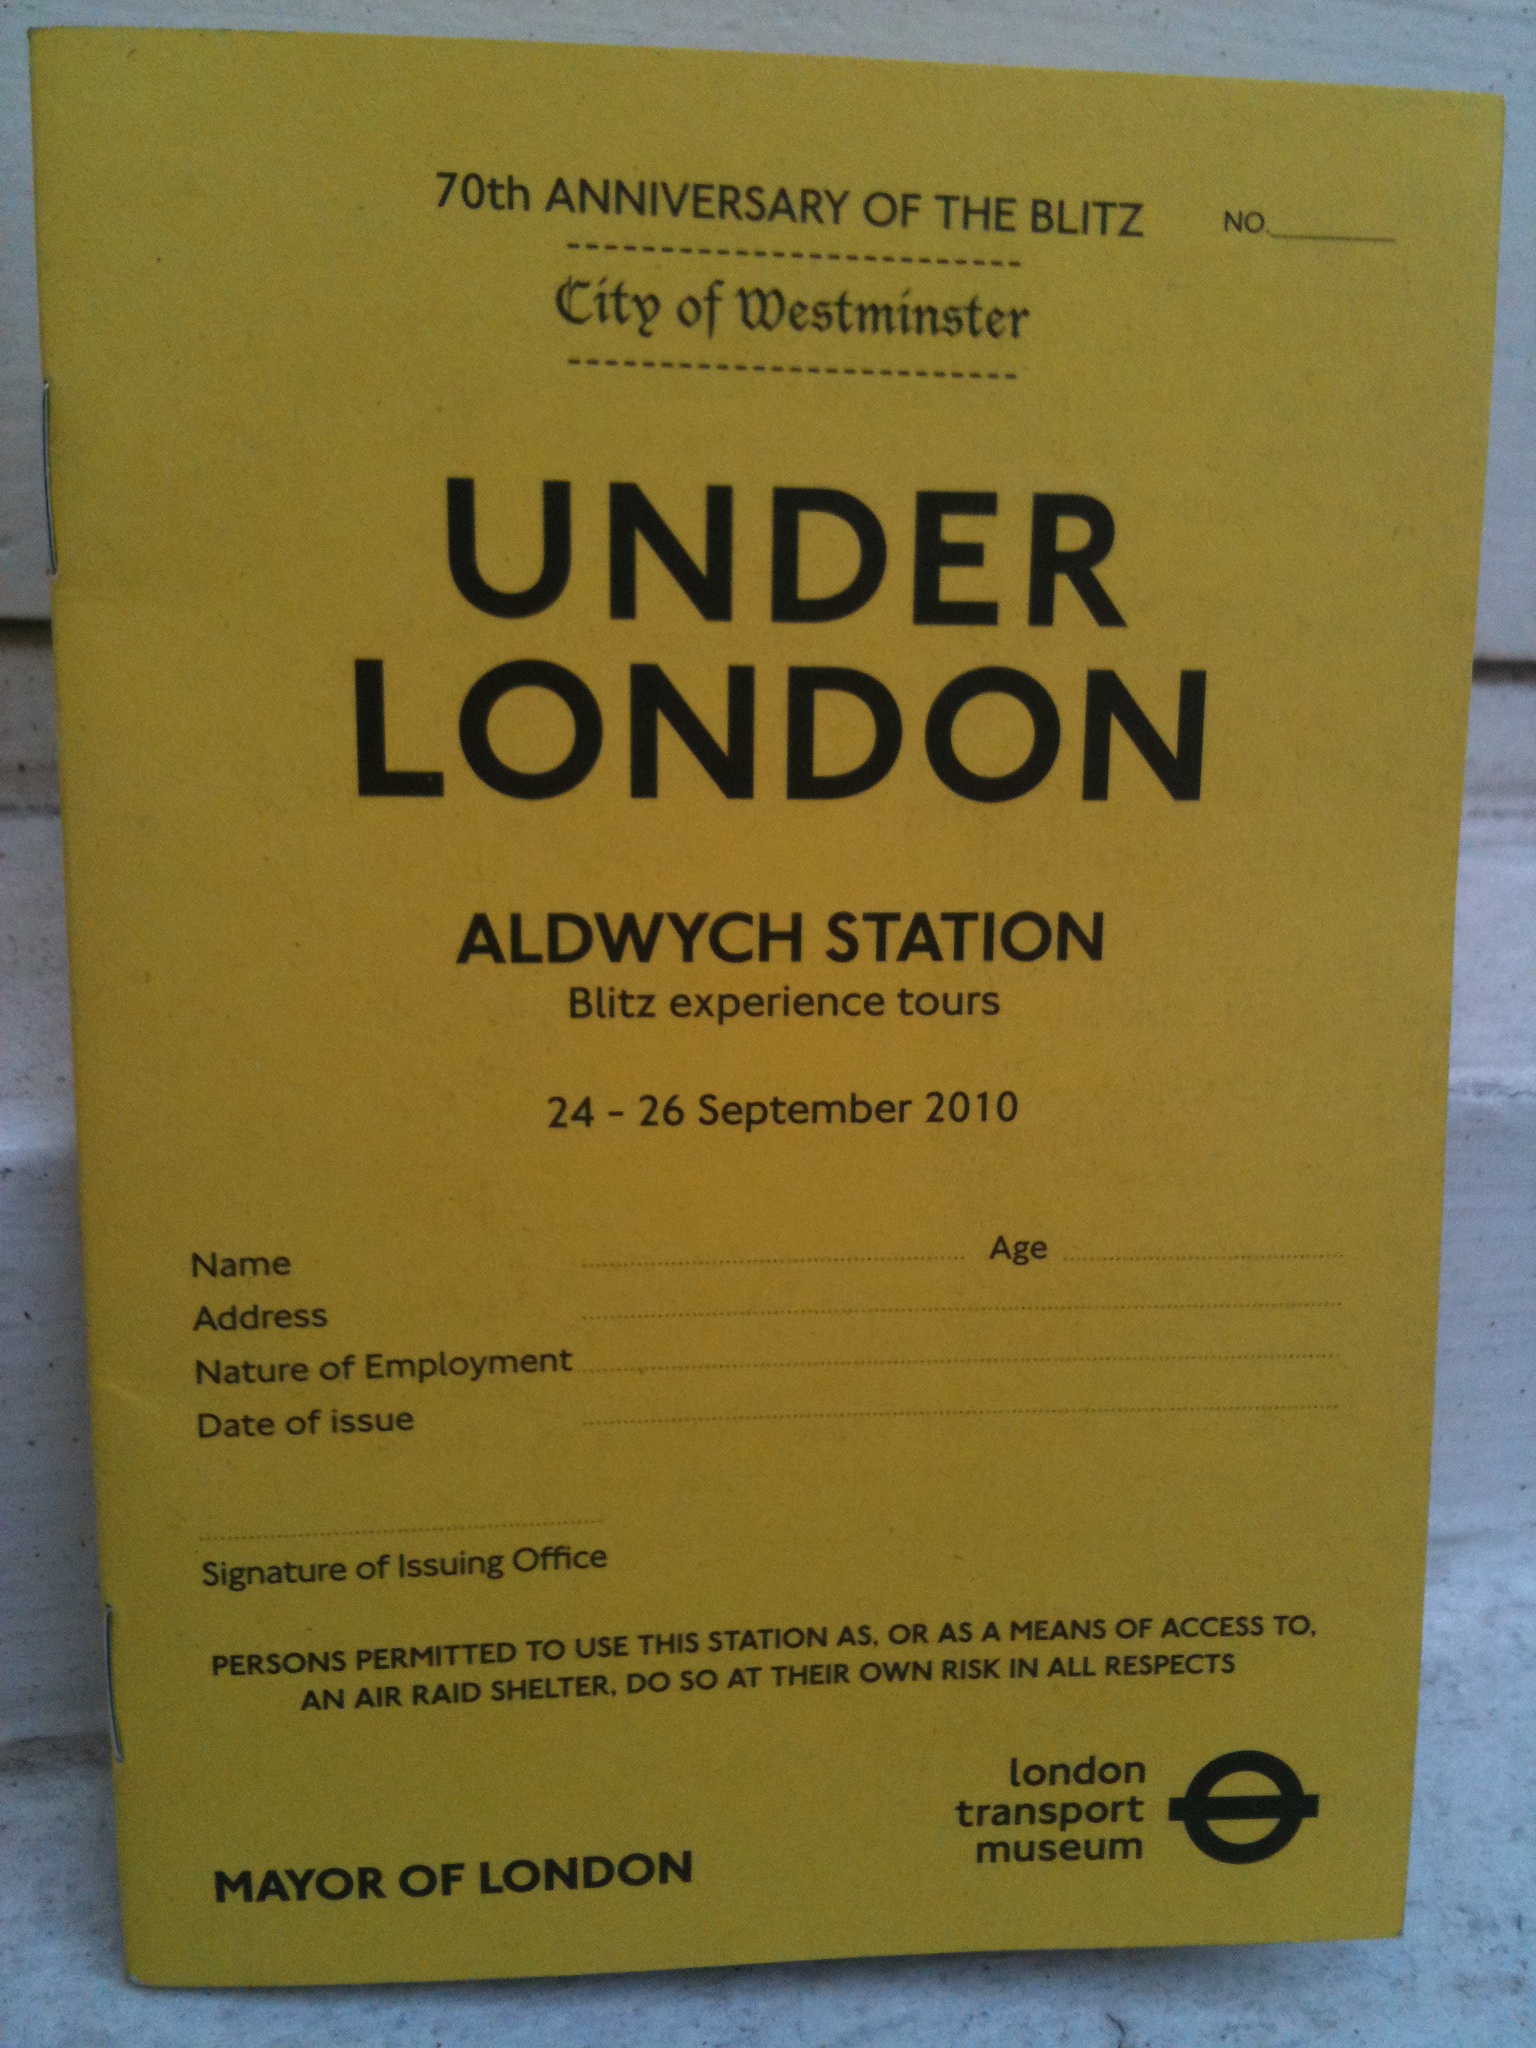 70th ANNIVERSARY OF THE BLITZ NO.
City of Westminster
UNDER
LONDON
ALDWYCH STATION
Blitz experience tours
24 - 26 September 2010
Name Age
Address
Nature of Employment
Date of issue
Signature of Issuing Office
PERSONS PERMITTED TO USE THIS STATION AS, OR AS A MEANS OF ACCESS TO,
AN AIR RAID SHELTER, DO SO AT THEIR OWN RISK IN ALL RESPECTS
MAYOR OF LONDON
london
transport
museum